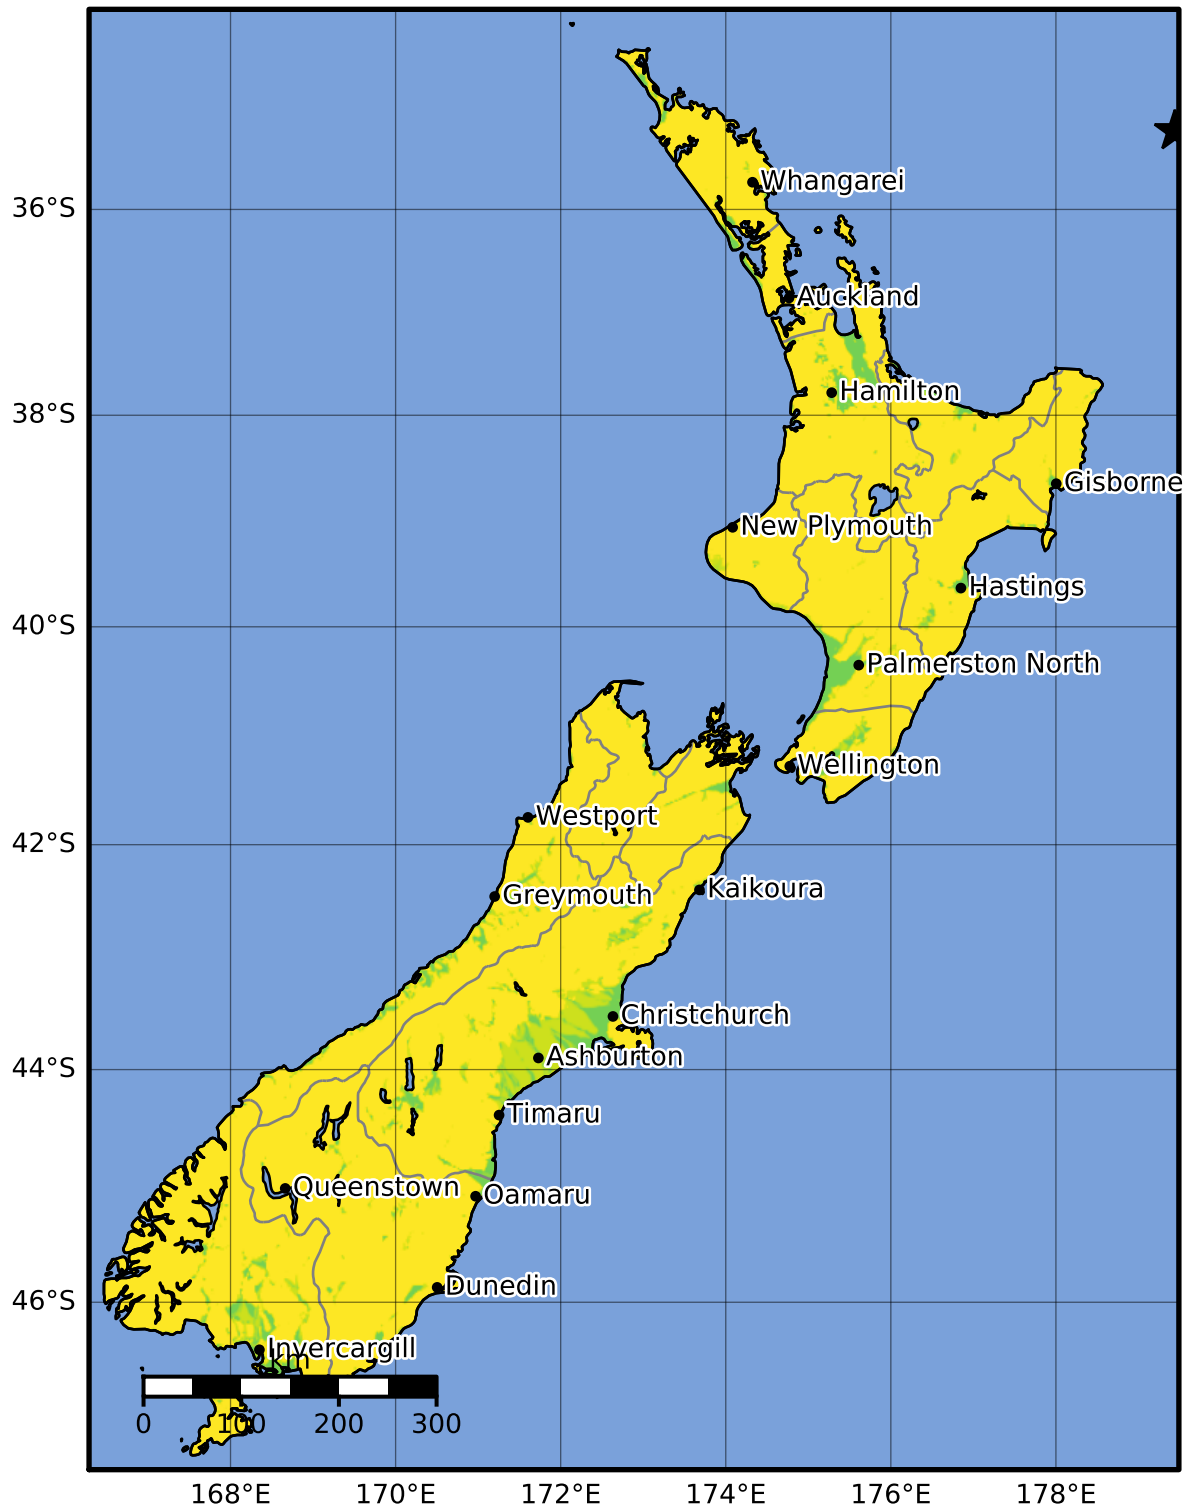 Whangarei
36°S
Auckland
Hamilton
38°S
Gisborne
New Plymouth
Hastings
40°S
Palmerston North
Wellington
Westport
42°S
Kaikoura
Greymouth
Christchurch
Ashburton
44°S
Timaru
Queenstown
Oamaru
Dunedin
46°S
Invercargill
km
0 100 200 300
168°E 170°E 172°E 174°E 176°E 178°E